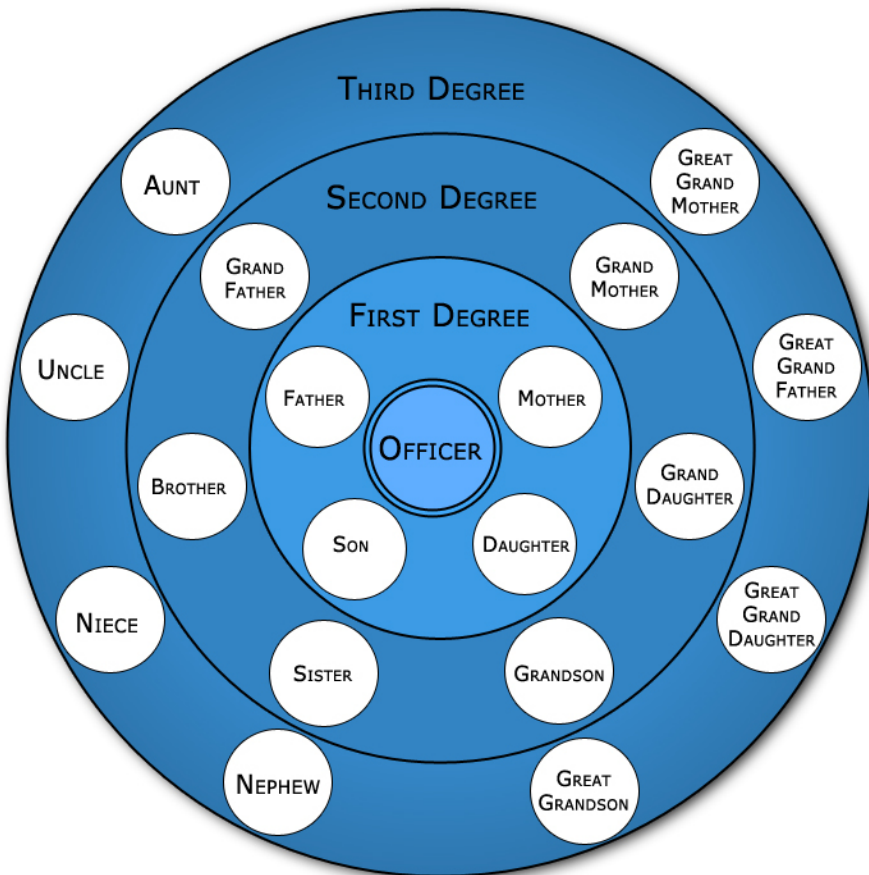 Third Degree
Aunt
Great
Grand
Mother
Second Degree
Grand
Father
Grand
Mother
First Degree
Uncle
Great
Grand
Father
Father
Mother
Officer
Brother
Grand
Daughter
Son
Daughter
Niece
Great
Grand
Daughter
Sister
Grandson
Nephew
Great
Grandson